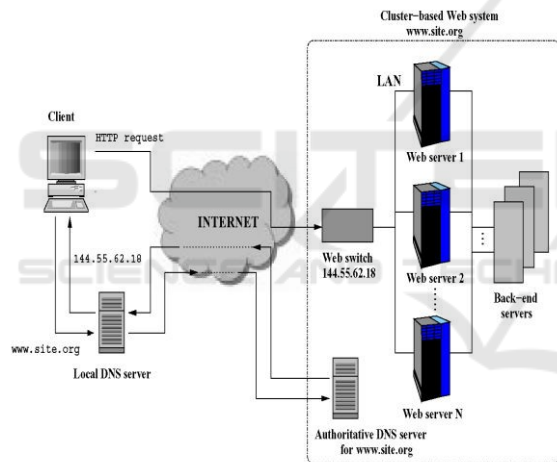 Cluster-based Web system
www.site.org
LAN
Client
HTTP request
Web server 1
INTERNET
Web switch
144.55.62.18
Web server 2
144.55.62.18
Back-end
servers
www.site.org
Local DNS server
Web server N
Authoritative DNS server
for www.site.org